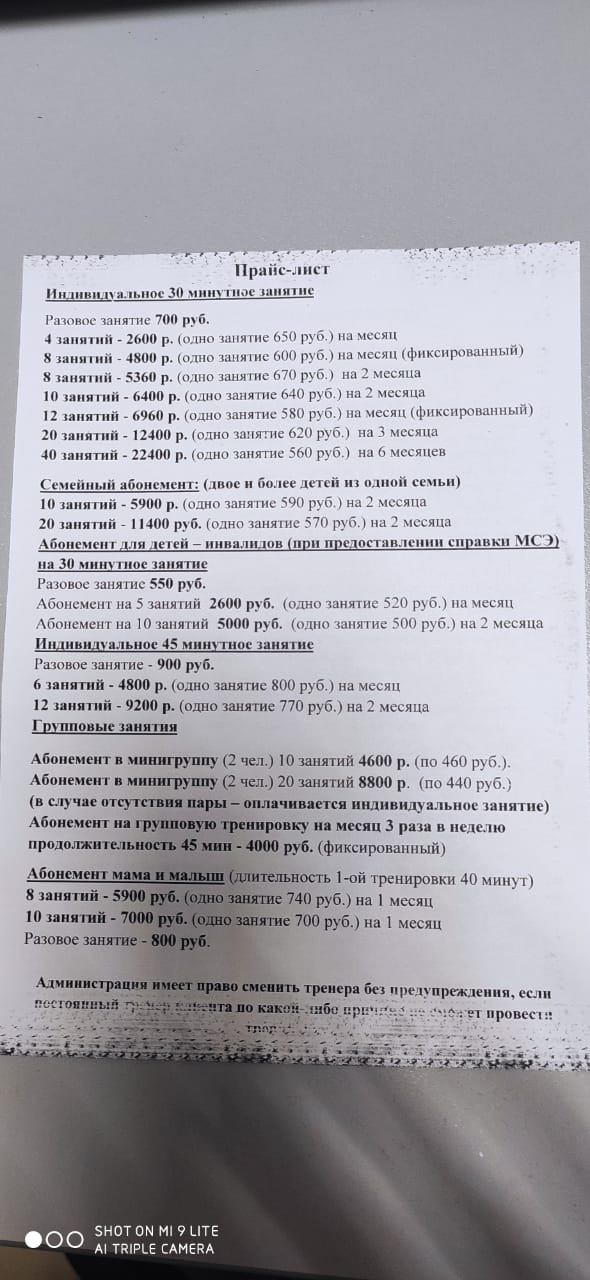 Прайс-лист
Индивидуальное 30 минутное занятие
Разовое занятие 700 руб.
4 занятий - 2600 р. (одно занятие 650 руб.) на месяц
8 занятий - 4800 р. (одно занятие 600 руб.) на месяц (фиксированный)
8 занятий - 5360 р. (одно занятие 670 руб.) на 2 месяца
10 занятий - 6400 р. (одно занятие 640 руб.) на 2 месяца
12 занятий - 6960 р. (одно занятие 580 руб.) на месяц (фиксированный)
20 занятий - 12400 р. (одно занятие 620 руб.) на 3 месяца
40 занятий - 22400 р. (одно занятие 560 руб.) на 6 месяцев
Семейный абонемент: (двое и более детей из одной семьи)
10 занятий - 5900 р. (одно занятие 590 руб.) на 2 месяца
20 занятий - 11400 руб. (одно занятие 570 руб.) на 2 месяца
Абонемент для детей – инвалидов (при предоставлении справки МСЭ)
на 30 минутное занятие
Разовое занятие 550 руб.
Абонемент на 5 занятий 2600 руб. (одно занятие 520 руб.) на месяц
Абонемент на 10 занятий 5000 руб. (одно занятие 500 руб.) на 2 месяца
Индивидуальное 45 минутное занятие
Разовое занятие - 900 руб.
6 занятий - 4800 р. (одно занятие 800 руб.) на месяц
12 занятий - 9200 р. (одно занятие 770 руб.) на 2 месяца
Групповые занятия
Абонемент в минигруппу (2 чел.) 10 занятий 4600 р. (по 460 руб.).
Абонемент в минигруппу (2 чел.) 20 занятий 8800 р. (по 440 руб.)
(в случае отсутствия пары – оплачивается индивидуальное занятие)
Абонемент на групповую тренировку на месяц 3 раза в неделю
продолжительность 45 мин - 4000 руб. (фиксированный)
Абонемент мама и малыш (длительность 1-ой тренировки 40 минут)
8 занятий - 5900 руб. (одно занятие 740 руб.) на 1 месяц
10 занятий - 7000 руб. (одно занятие 700 руб.) на 1 месяц
Разовое занятие - 800 руб.
Администрация имеет право сменить тренера без предупреждения, если
постоянный по какой-либо провести
SHOT ON MI 9 LITE
AI TRIPLE CAMERA